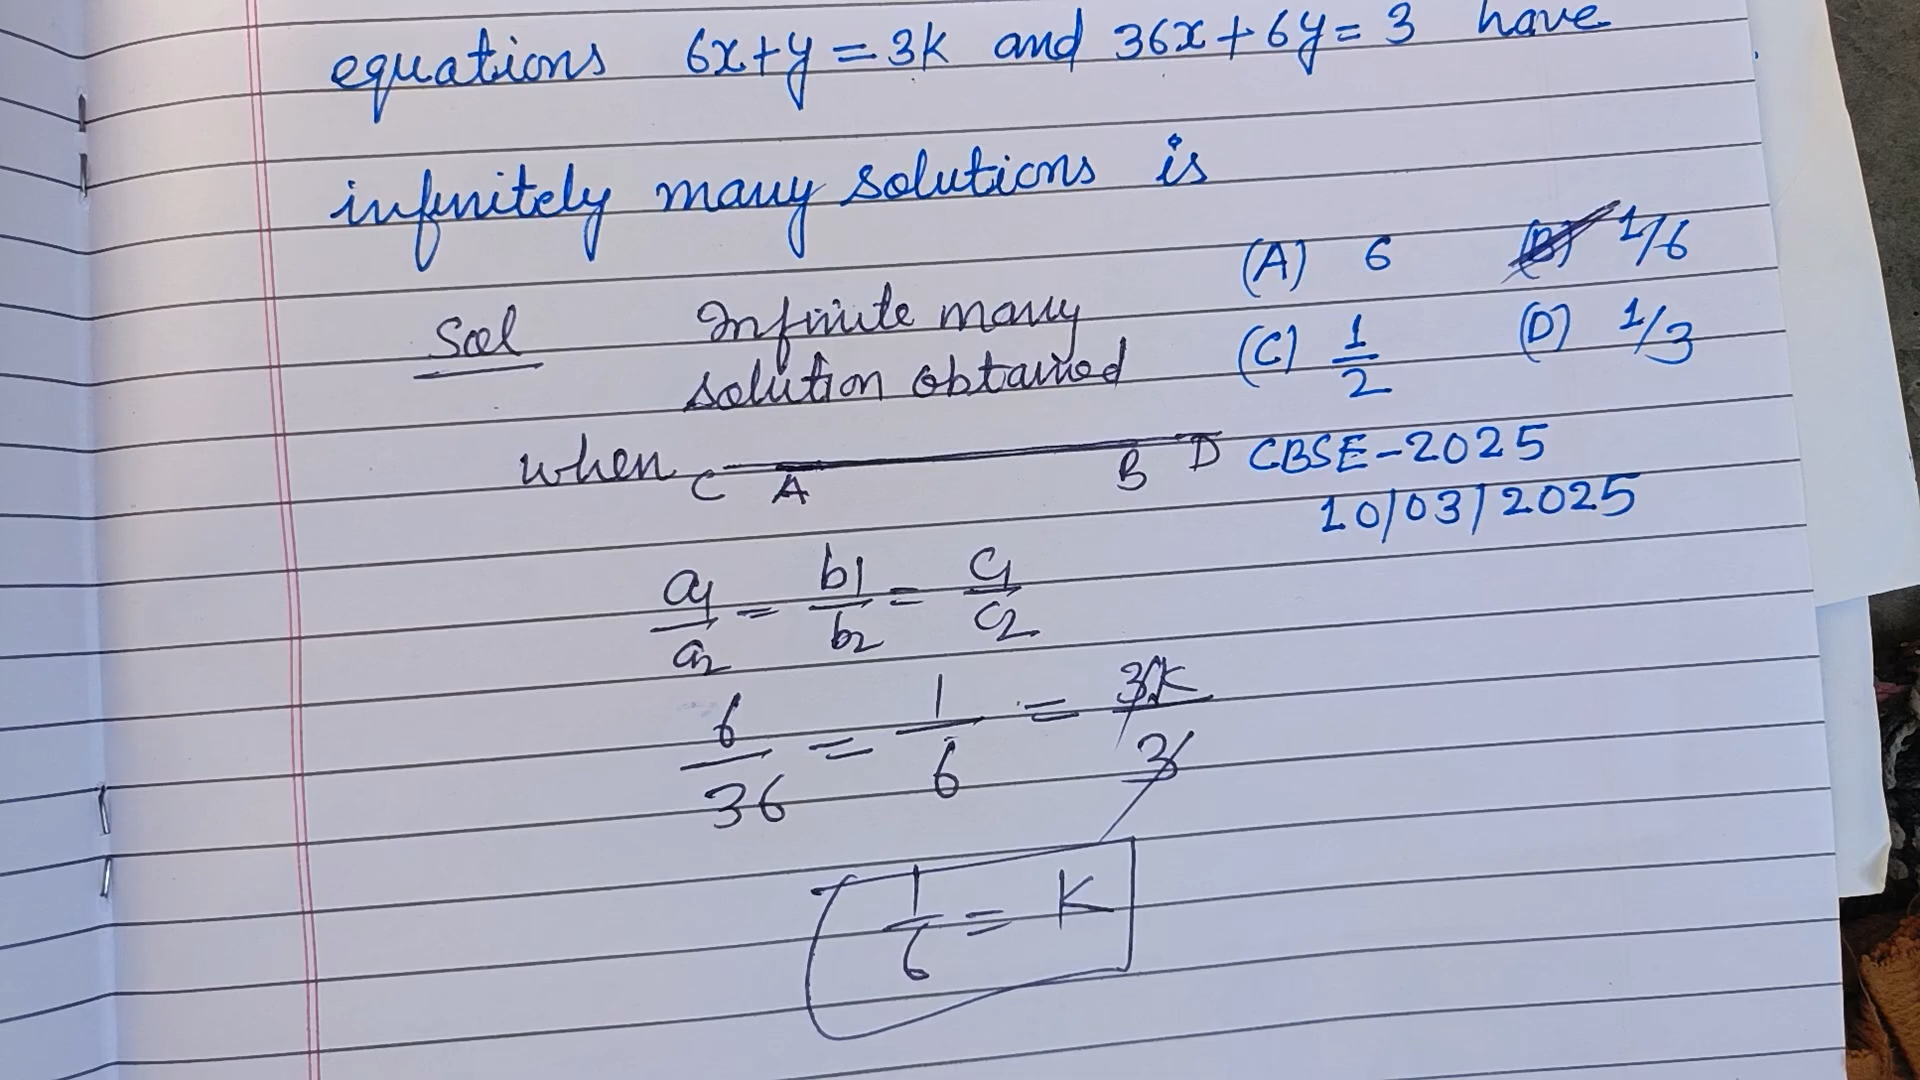 equations 6x+y=3k and 36x+6y=3 have
infinitely many solutions is
(A) 6 (B) 1/6
Sol Infinite many
(C) 1/2 (D) 1/3
solution obtained
when C A B D CBSE-2025
10/03/2025
a1/a2 = b1/b2 = c1/c2
6/36 = 1/6 = 3k/3
1/6 = K